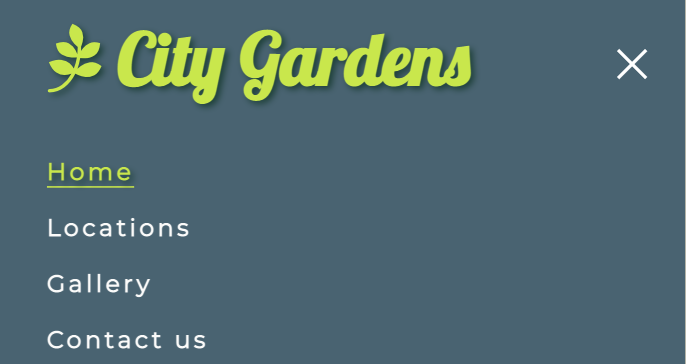 City Gardens
Home
Locations
Gallery
Contact us